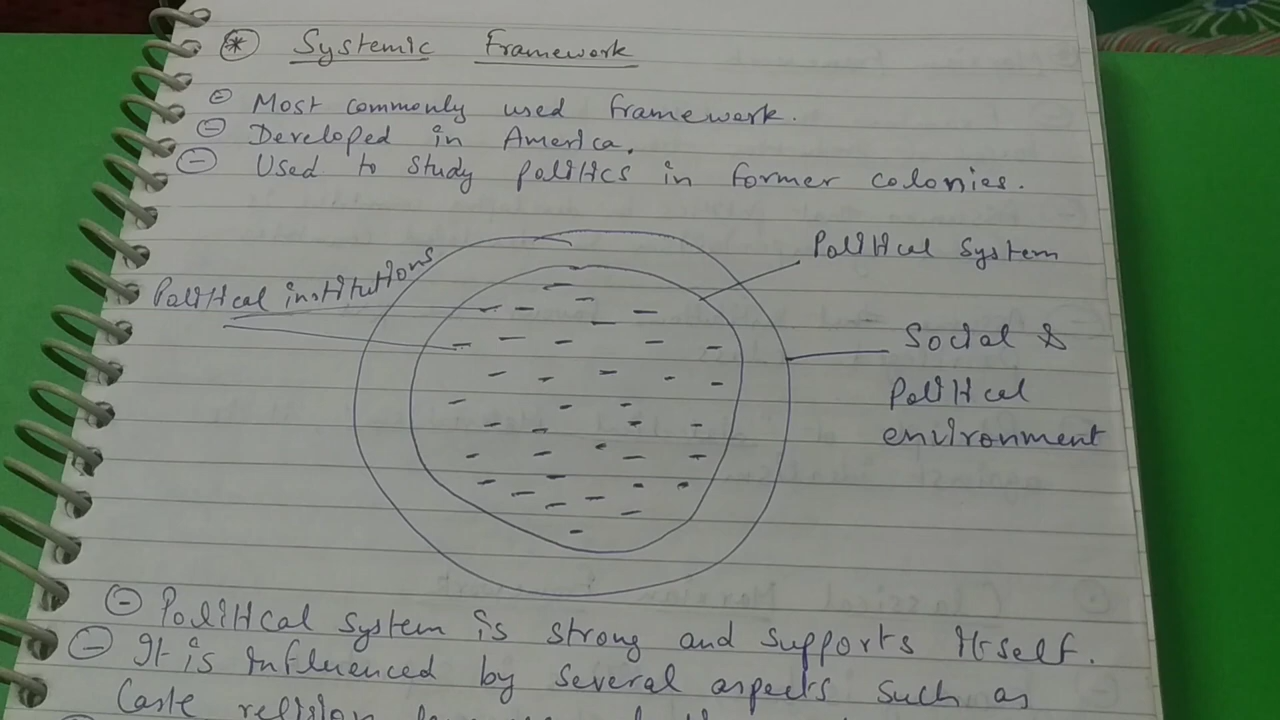 * Systemic Framework
- Most commonly used framework.
- Developed in America.
- Used to study politics in former colonies.
Political System
Political institutions
Social &
Political
environment
- Political system is strong and supports itself.
- It is influenced by several aspects such as
Caste religion